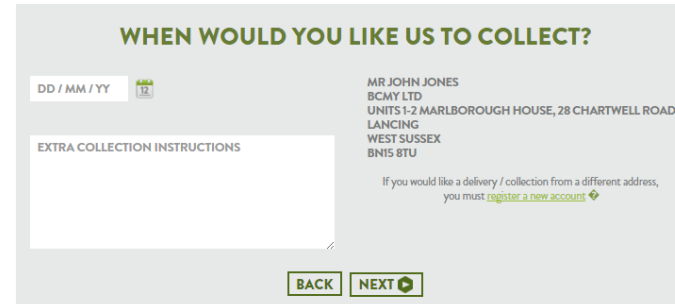 WHEN WOULD YOU LIKE US TO COLLECT?
DD / MM / YY
12
EXTRA COLLECTION INSTRUCTIONS
MR JOHN JONES
BCMY LTD
UNITS 1-2 MARLBOROUGH HOUSE, 28 CHARTWELL ROAD
LANCING
WEST SUSSEX
BN15 8TU
If you would like a delivery / collection from a different address,
you must register a new account �
BACK
NEXT